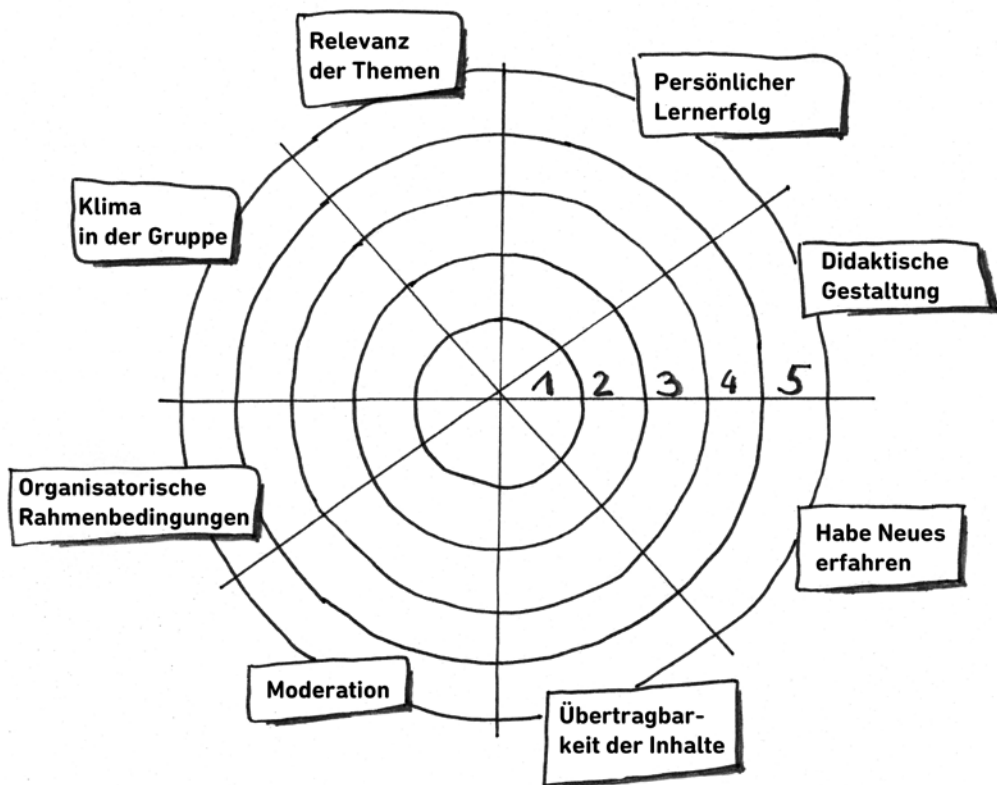 Relevanz
der Themen
Persönlicher
Lernerfolg
Klima
in der Gruppe
Didaktische
Gestaltung
1 2 3 4 5
Organisatorische
Rahmenbedingungen
Habe Neues
erfahren
Moderation
Übertragbar-
keit der Inhalte